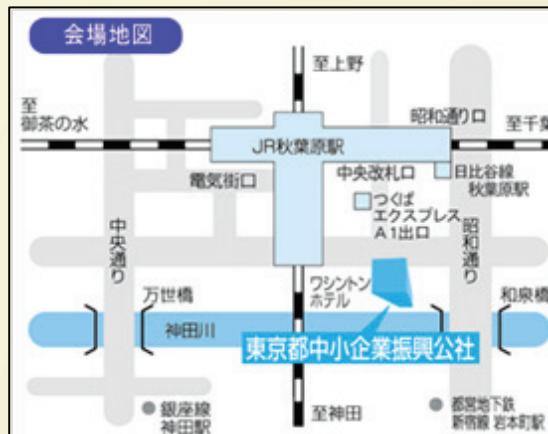 会場地図
至上野
至
御茶の水
昭和通り口
至千葉
JR秋葉原駅
電気街口
中央改札口
日比谷線
秋葉原駅
つくば
エクスプレス
A1出口
中央通り
昭和通り
万世橋
ワシントン
ホテル
和泉橋
神田川
東京都中小企業振興公社
銀座線
神田駅
至神田
都営地下鉄
新宿線 岩本町駅